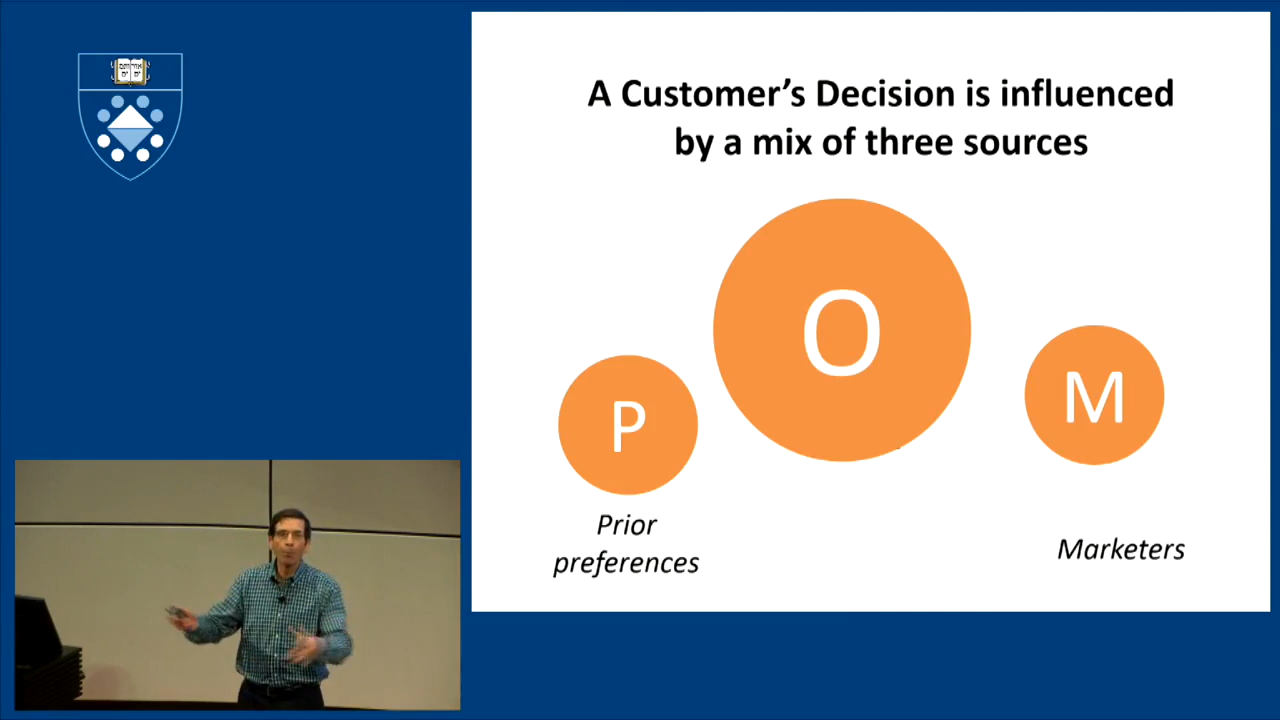 A Customer's Decision is influenced
by a mix of three sources
P
O
M
Prior
preferences
Marketers